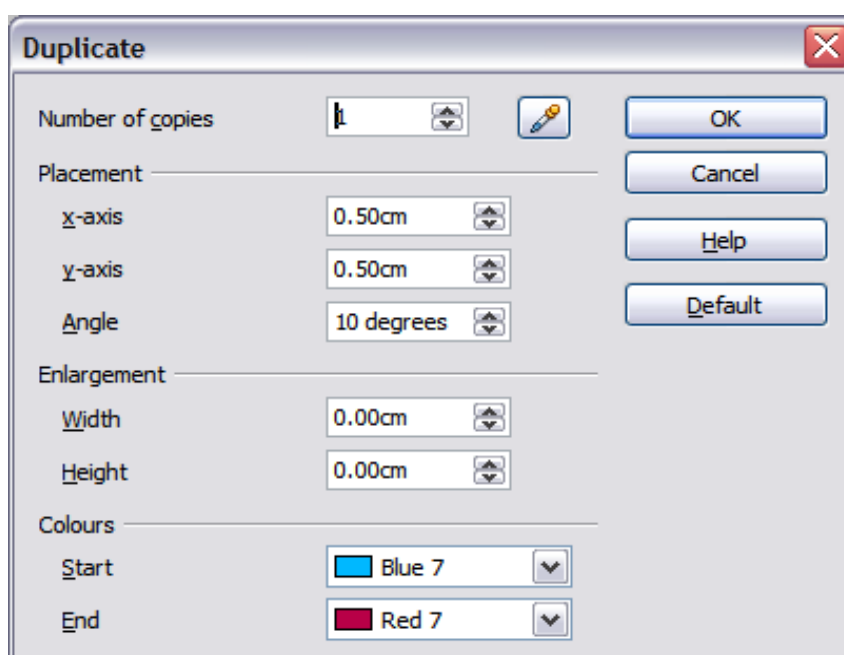 Duplicate
Number of copies 1
OK
Placement
Cancel
x-axis 0.50cm
Help
y-axis 0.50cm
Default
Angle 10 degrees
Enlargement
Width 0.00cm
Height 0.00cm
Colours
Start Blue 7
End Red 7